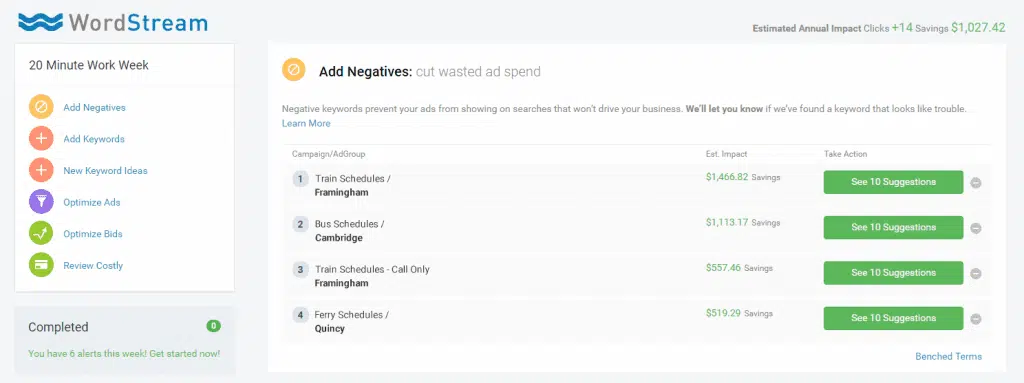 WordStream
Estimated Annual Impact Clicks +14 Savings $1,027.42
20 Minute Work Week
Add Negatives
Add Keywords
New Keyword Ideas
Optimize Ads
Optimize Bids
Review Costly
Completed 0
You have 6 alerts this week! Get started now!
Add Negatives: cut wasted ad spend
Negative keywords prevent your ads from showing on searches that won't drive your business. We'll let you know if we've found a keyword that looks like trouble.
Learn More
Campaign/AdGroup Est. Impact Take Action
1 Train Schedules / $1,466.82 Savings See 10 Suggestions
Framingham
2 Bus Schedules / $1,113.17 Savings See 10 Suggestions
Cambridge
3 Train Schedules - Call Only $557.46 Savings See 10 Suggestions
Framingham
4 Ferry Schedules / $519.29 Savings See 10 Suggestions
Quincy
Benched Terms